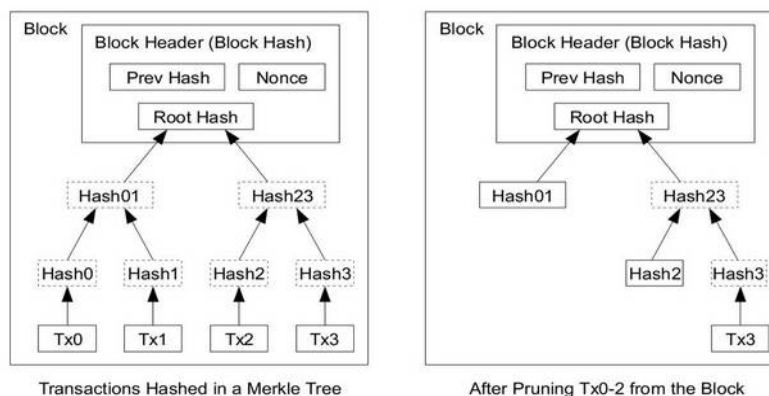 Block
Block Header (Block Hash)
Prev Hash
Nonce
Root Hash
Hash01
Hash23
Hash0
Hash1
Hash2
Hash3
Tx0
Tx1
Tx2
Tx3
Transactions Hashed in a Merkle Tree
Block
Block Header (Block Hash)
Prev Hash
Nonce
Root Hash
Hash01
Hash23
Hash2
Hash3
Tx3
After Pruning Tx0-2 from the Block